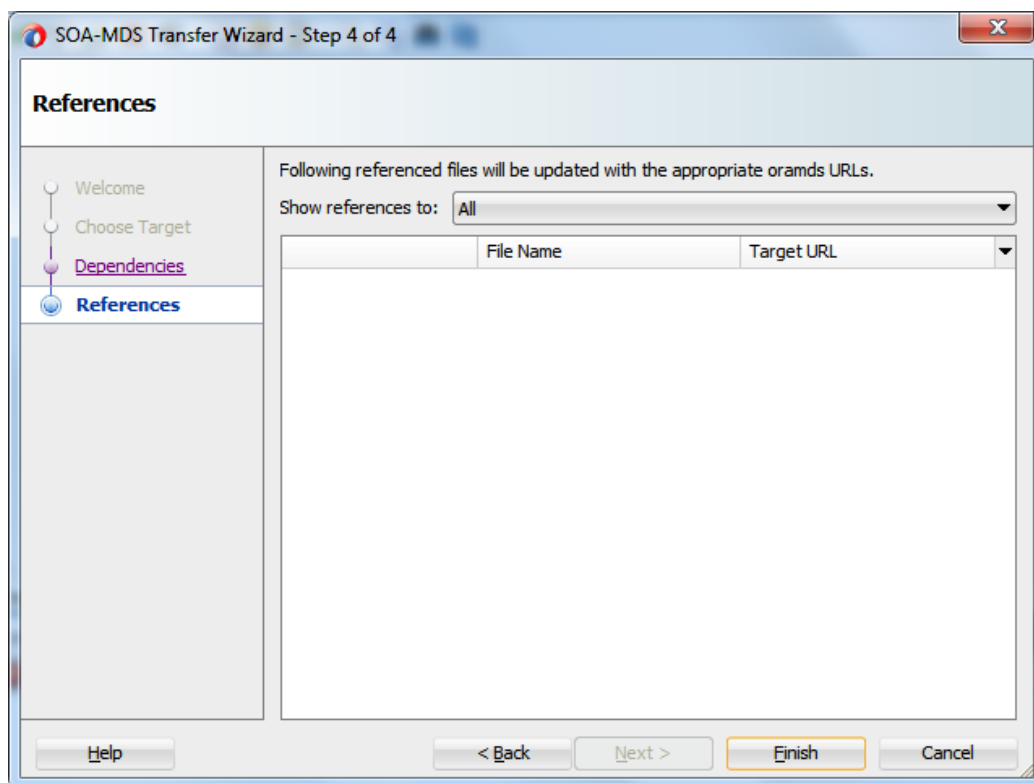 SOA-MDS Transfer Wizard - Step 4 of 4
References
Welcome
Choose Target
Dependencies
References
Following referenced files will be updated with the appropriate oramds URLs.
Show references to: All
File Name Target URL
Help < Back Next > Finish Cancel